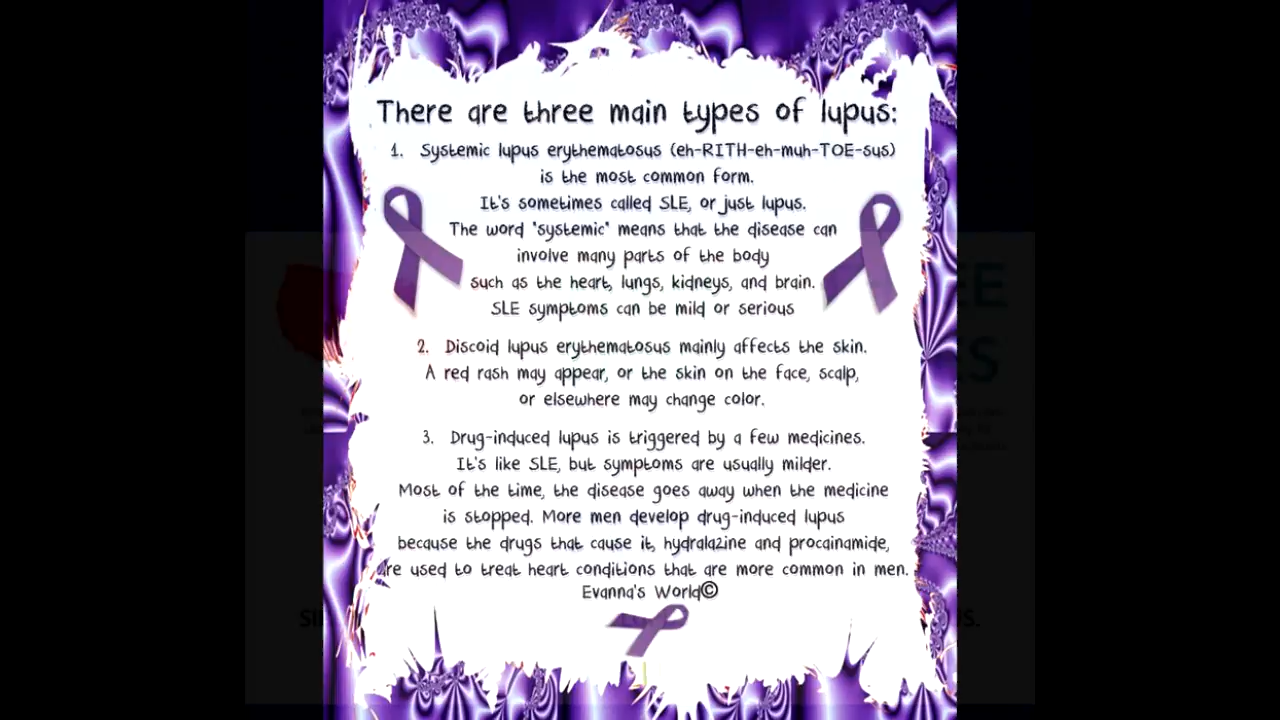 There are three main types of lupus:
1. Systemic lupus erythematosus (eh-RITH-eh-muh-TOE-sus)
is the most common form.
It's sometimes called SLE, or just lupus.
The word "systemic" means that the disease can
involve many parts of the body
such as the heart, lungs, kidneys, and brain.
SLE symptoms can be mild or serious
2. Discoid lupus erythematosus mainly affects the skin.
A red rash may appear, or the skin on the face, scalp,
or elsewhere may change color.
3. Drug-induced lupus is triggered by a few medicines.
It's like SLE, but symptoms are usually milder.
Most of the time, the disease goes away when the medicine
is stopped. More men develop drug-induced lupus
because the drugs that cause it, hydralazine and procainamide,
are used to treat heart conditions that are more common in men.
Evanna's World©